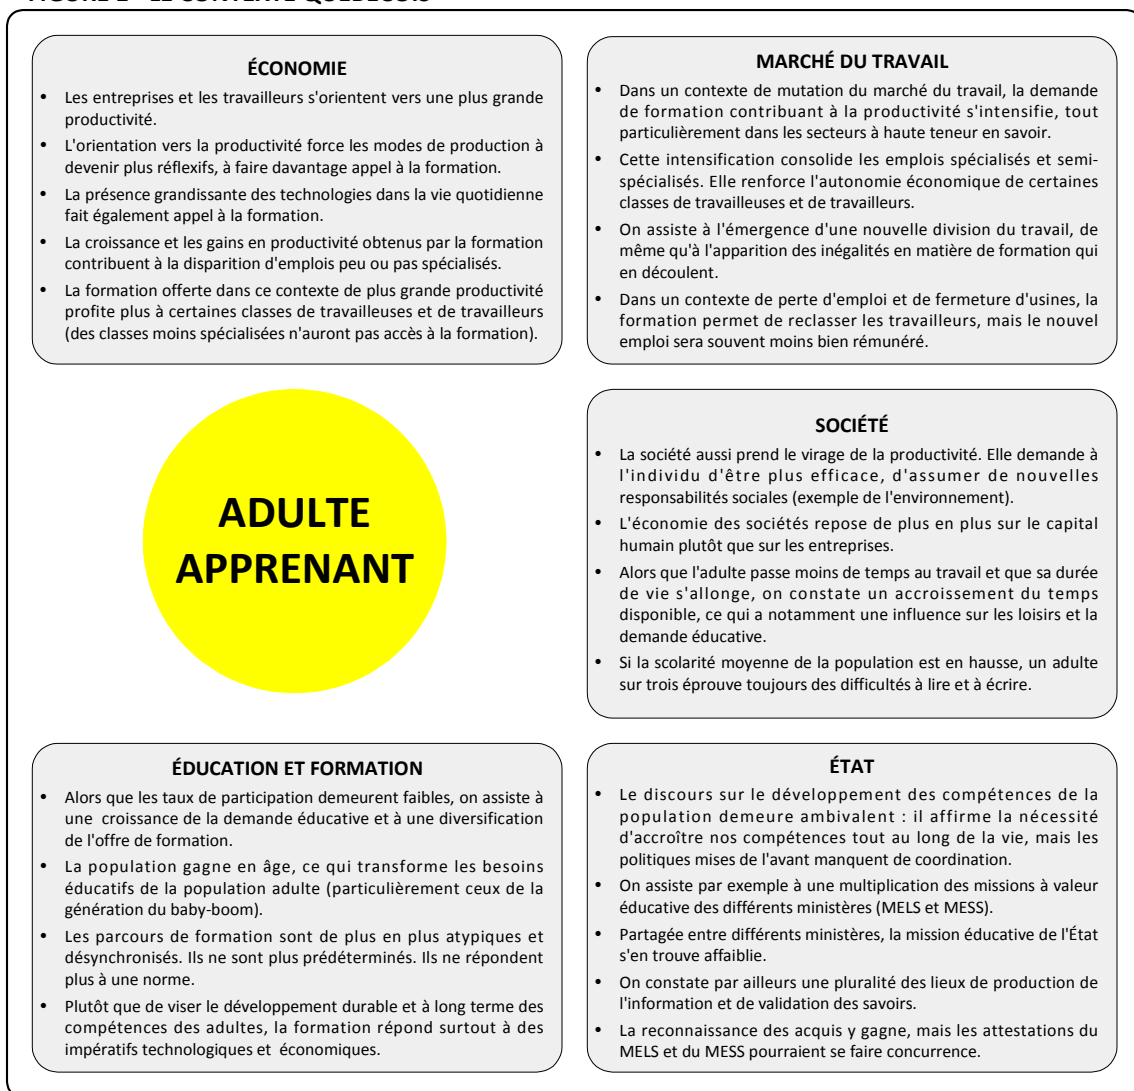 FIGURE 2 - LE CONTEXTE QUÉBÉCOIS
ÉCONOMIE
• Les entreprises et les travailleurs s'orientent vers une plus grande
productivité.
• L'orientation vers la productivité force les modes de production à
devenir plus réflexifs, à faire davantage appel à la formation.
• La présence grandissante des technologies dans la vie quotidienne
fait également appel à la formation.
• La croissance et les gains en productivité obtenus par la formation
contribuent à la disparition d'emplois peu ou pas spécialisés.
• La formation offerte dans ce contexte de plus grande productivité
profite plus à certaines classes de travailleuses et de travailleurs
(des classes moins spécialisées n'auront pas accès à la formation).
MARCHÉ DU TRAVAIL
• Dans un contexte de mutation du marché du travail, la demande
de formation contribuant à la productivité s'intensifie, tout
particulièrement dans les secteurs à haute teneur en savoir.
• Cette intensification consolide les emplois spécialisés et semi-
spécialisés. Elle renforce l'autonomie économique de certaines
classes de travailleuses et de travailleurs.
• On assiste à l'émergence d'une nouvelle division du travail, de
même qu'à l'apparition des inégalités en matière de formation qui
en découlent.
• Dans un contexte de perte d'emploi et de fermeture d'usines, la
formation permet de reclasser les travailleurs, mais le nouvel
emploi sera souvent moins bien rémunéré.
ADULTE
APPRENANT
SOCIÉTÉ
• La société aussi prend le virage de la productivité. Elle demande à
l'individu d'être plus efficace, d'assumer de nouvelles
responsabilités sociales (exemple de l'environnement).
• L'économie des sociétés repose de plus en plus sur le capital
humain plutôt que sur les entreprises.
• Alors que l'adulte passe moins de temps au travail et que sa durée
de vie s'allonge, on constate un accroissement du temps
disponible, ce qui a notamment une influence sur les loisirs et la
demande éducative.
• Si la scolarité moyenne de la population est en hausse, un adulte
sur trois éprouve toujours des difficultés à lire et à écrire.
ÉDUCATION ET FORMATION
• Alors que les taux de participation demeurent faibles, on assiste à
une croissance de la demande éducative et à une diversification
de l'offre de formation.
• La population gagne en âge, ce qui transforme les besoins
éducatifs de la population adulte (particulièrement ceux de la
génération du baby-boom).
• Les parcours de formation sont de plus en plus atypiques et
désynchronisés. Ils ne sont plus prédéterminés. Ils ne répondent
plus à une norme.
• Plutôt que de viser le développement durable et à long terme des
compétences des adultes, la formation répond surtout à des
impératifs technologiques et économiques.
ÉTAT
• Le discours sur le développement des compétences de la
population demeure ambivalent : il affirme la nécessité
d'accroître nos compétences tout au long de la vie, mais les
politiques mises de l'avant manquent de coordination.
• On assiste par exemple à une multiplication des missions à valeur
éducative des différents ministères (MELS et MESS).
• Partagée entre différents ministères, la mission éducative de l'État
s'en trouve affaiblie.
• On constate par ailleurs une pluralité des lieux de production de
l'information et de validation des savoirs.
• La reconnaissance des acquis y gagne, mais les attestations du
MELS et du MESS pourraient se faire concurrence.